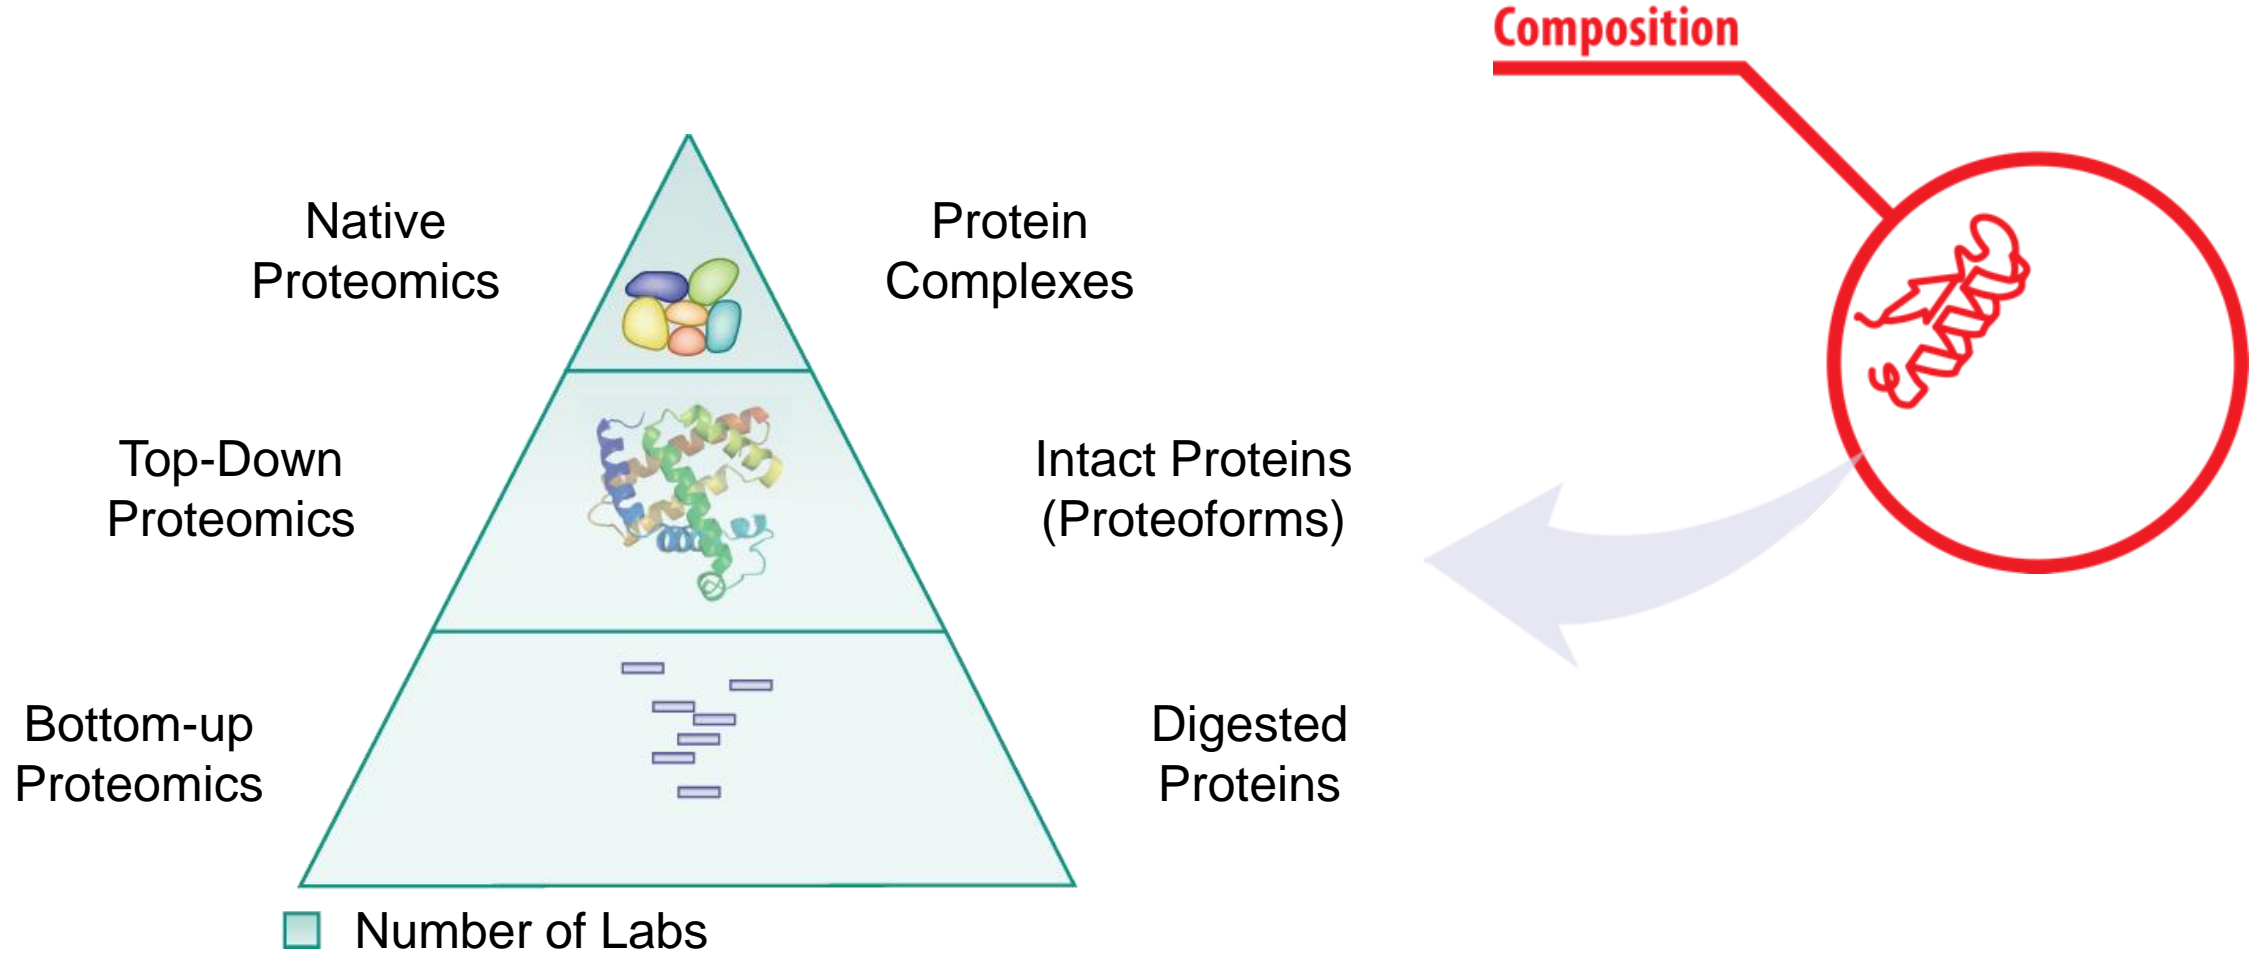 Composition
Native
Proteomics
Protein
Complexes
Top-Down
Proteomics
Intact Proteins
(Proteoforms)
Bottom-up
Proteomics
Digested
Proteins
Number of Labs